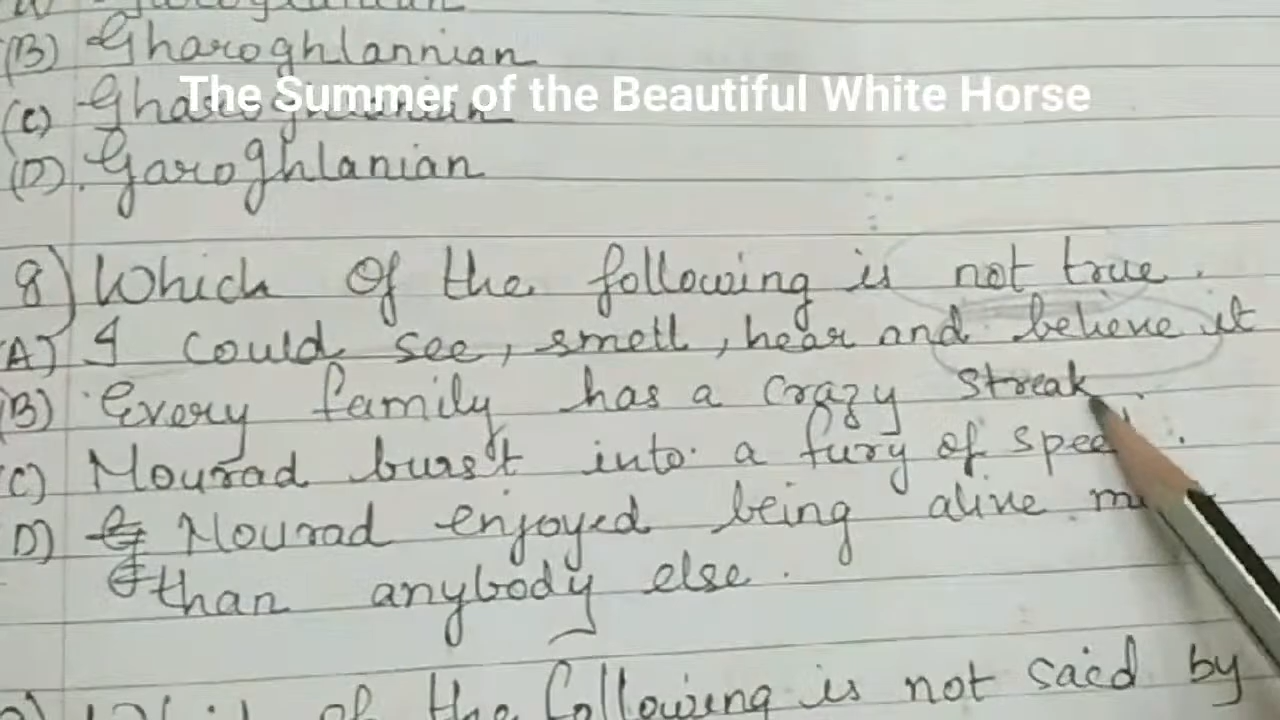 (B) Gharoghlannian
The Summer of the Beautiful White Horse
(C)
(D). Garoghlanian
8) Which of the following is not true.
(A) I could see, smell, hear and believe it
(B) Every family has a crazy streak.
(C) Mourad burst into a fury of speed.
(D) Mourad enjoyed being alive
than anybody else.
of the following is not said by